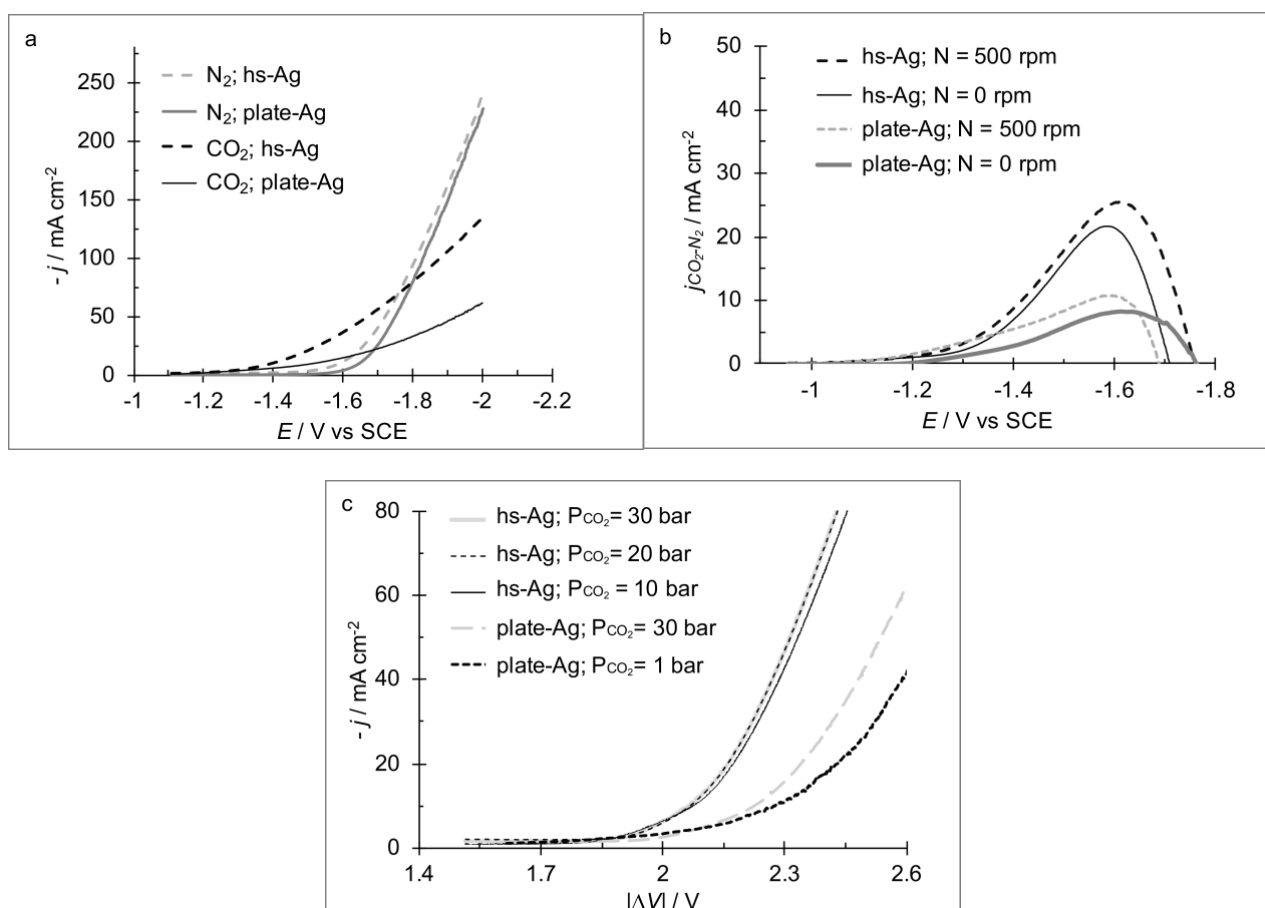 a
N₂; hs-Ag
N₂; plate-Ag
CO₂; hs-Ag
CO₂; plate-Ag
- j / mA cm⁻²
250
200
150
100
50
0
-1 -1.2 -1.4 -1.6 -1.8 -2 -2.2
E / V vs SCE
b
hs-Ag; N = 500 rpm
hs-Ag; N = 0 rpm
plate-Ag; N = 500 rpm
plate-Ag; N = 0 rpm
jCO₂-N₂ / mA cm⁻²
50
40
30
20
10
0
-1 -1.2 -1.4 -1.6 -1.8
E / V vs SCE
c
hs-Ag; PCO₂= 30 bar
hs-Ag; PCO₂= 20 bar
hs-Ag; PCO₂ = 10 bar
plate-Ag; PCO₂= 30 bar
plate-Ag; PCO₂= 1 bar
- j / mA cm⁻²
80
60
40
20
0
1.4 1.7 2 2.3 2.6
|ΔV| / V